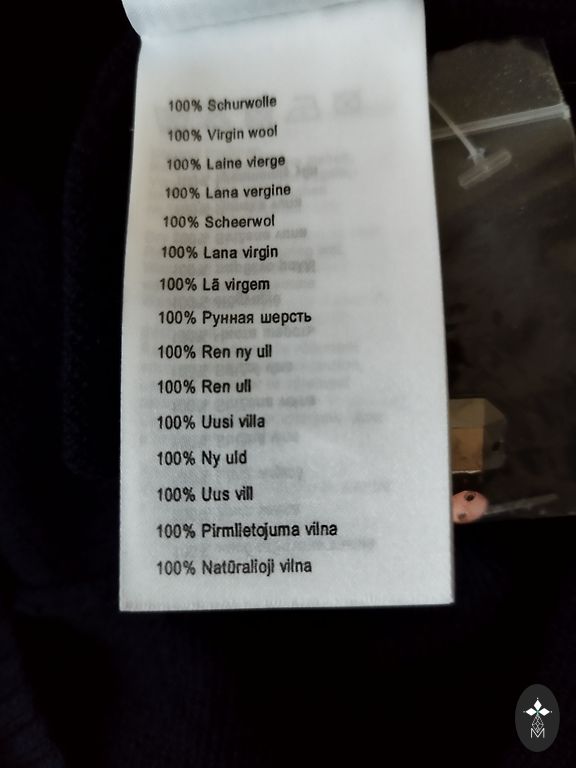 100% Schurwolle
100% Virgin wool
100% Laine vierge
100% Lana vergine
100% Scheerwol
100% Lana virgin
100% Lã virgem
100% Рунная шерсть
100% Ren ny ull
100% Ren ull
100% Uusi villa
100% Ny uld
100% Uus vill
100% Pirmlietojuma vilna
100% Natūralioji vilna
M